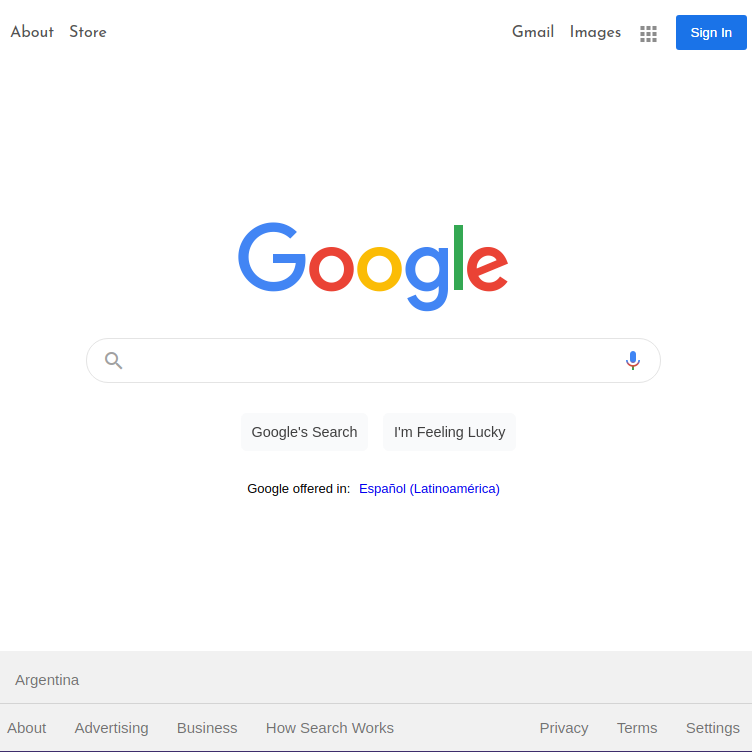 About Store Gmail Images Sign In
Google
Google's Search I'm Feeling Lucky
Google offered in: Español (Latinoamérica)
Argentina
About Advertising Business How Search Works Privacy Terms Settings